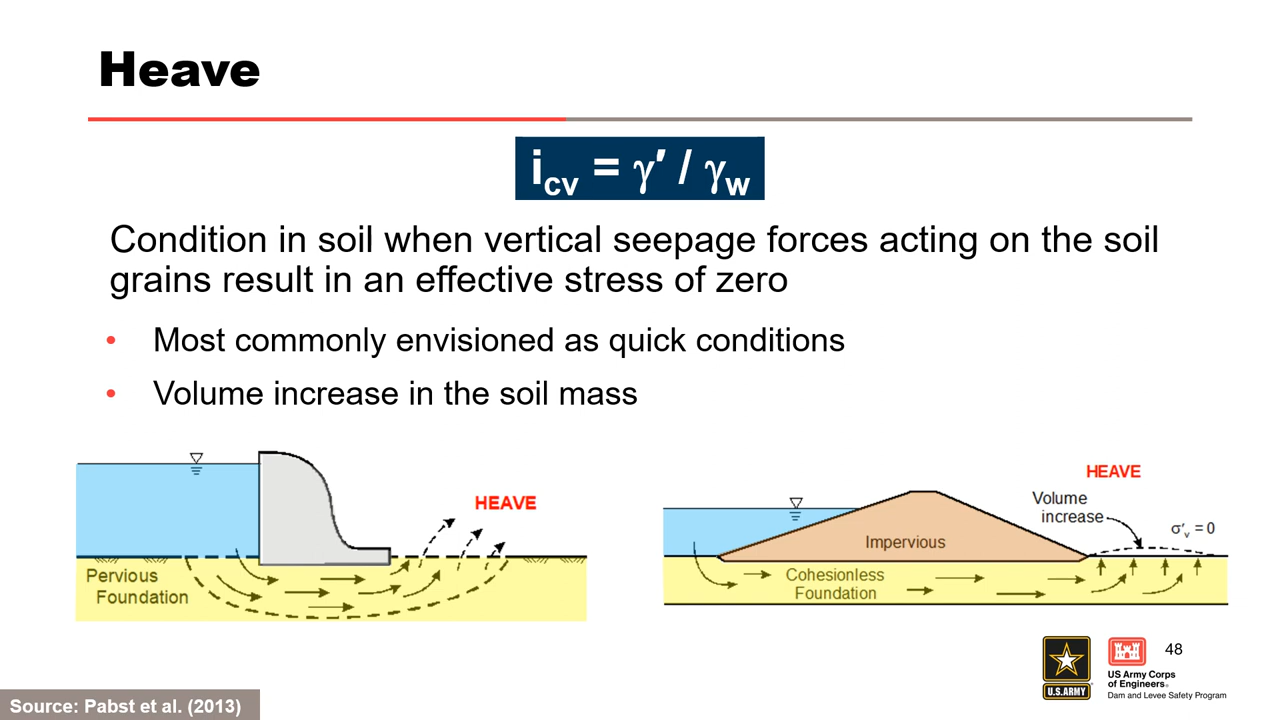 Heave
i_cv = γ′ / γ_w
Condition in soil when vertical seepage forces acting on the soil
grains result in an effective stress of zero
• Most commonly envisioned as quick conditions
• Volume increase in the soil mass
HEAVE
Pervious
Foundation
HEAVE
Volume
increase
σ′_v = 0
Impervious
Cohesionless
Foundation
U.S.ARMY
US Army Corps
of Engineers®
Dam and Levee Safety Program
48
Source: Pabst et al. (2013)